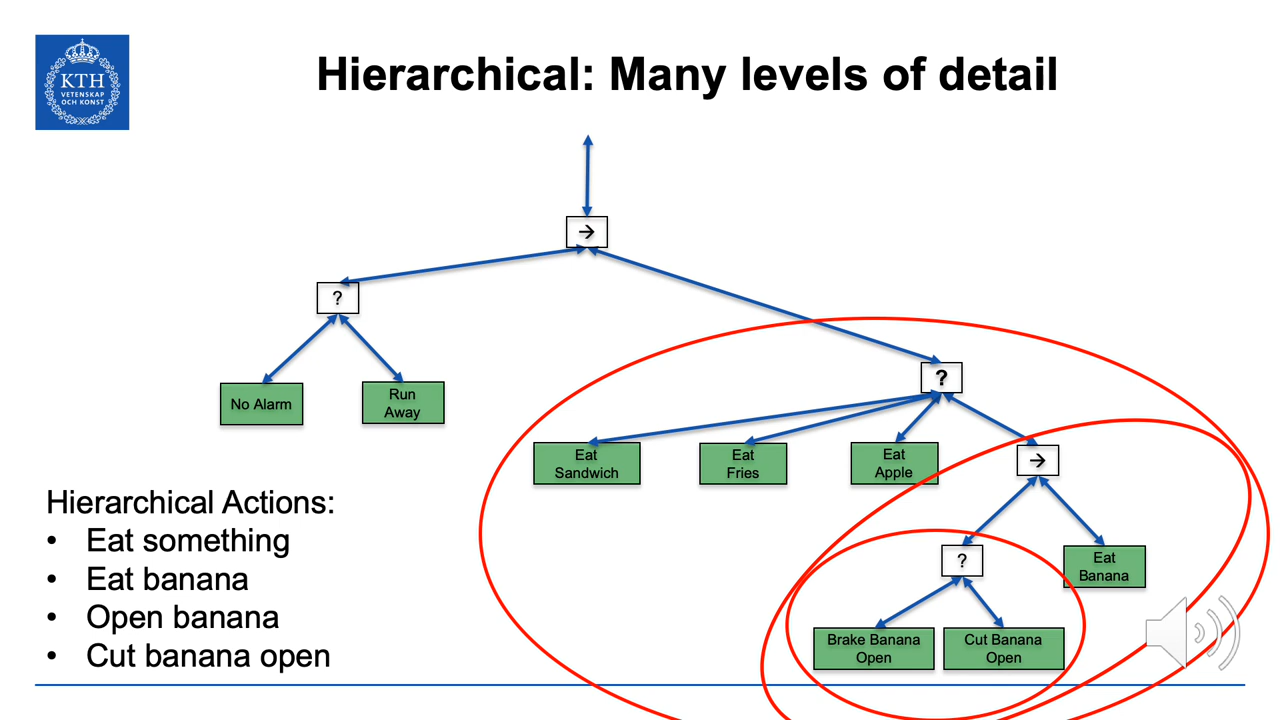 KTH
VETENSKAP
OCH KONST
Hierarchical: Many levels of detail
→
?
No Alarm
Run
Away
?
Eat
Sandwich
Eat
Fries
Eat
Apple
→
?
Eat
Banana
Brake Banana
Open
Cut Banana
Open
Hierarchical Actions:
• Eat something
• Eat banana
• Open banana
• Cut banana open